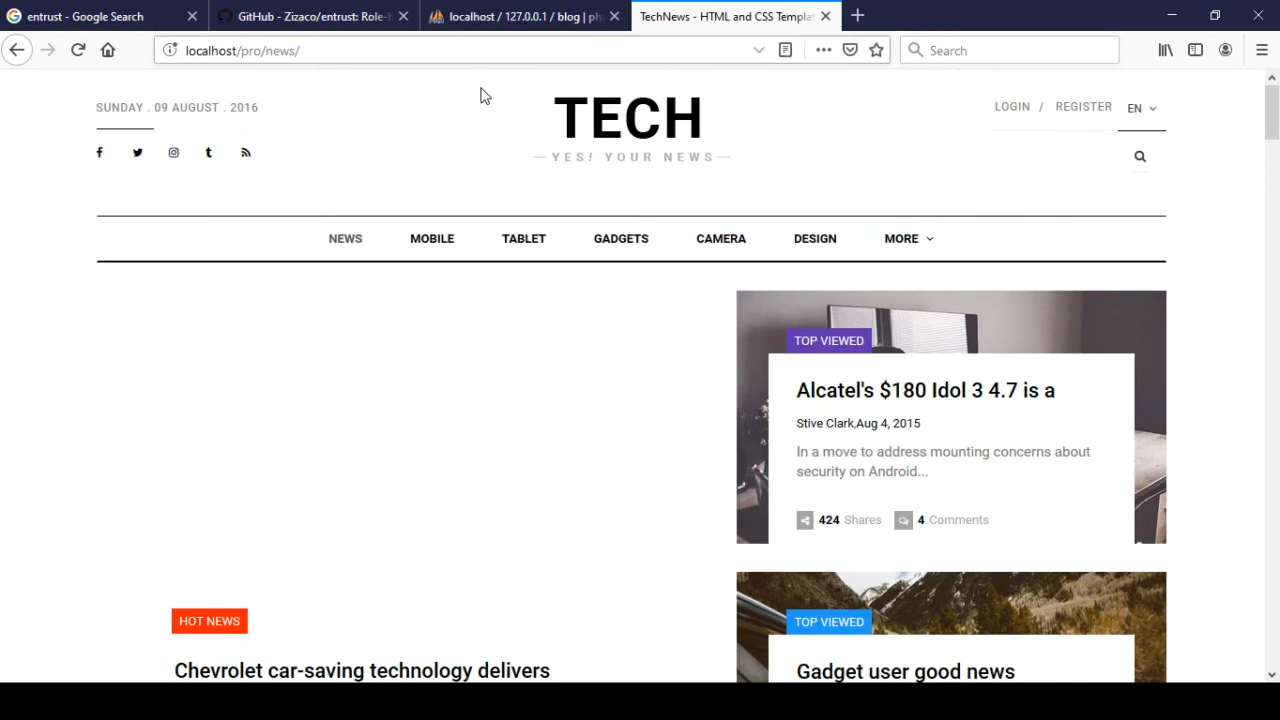 entrust - Google Search
GitHub - Zizaco/entrust: Role-b
localhost / 127.0.0.1 / blog | ph
TechNews - HTML and CSS Templa
localhost/pro/news/
Search
SUNDAY . 09 AUGUST . 2016
TECH
YES! YOUR NEWS
LOGIN / REGISTER
EN
NEWS MOBILE TABLET GADGETS CAMERA DESIGN MORE
TOP VIEWED
Alcatel's $180 Idol 3 4.7 is a
Stive Clark,Aug 4, 2015
In a move to address mounting concerns about
security on Android...
424 Shares 4 Comments
HOT NEWS
Chevrolet car-saving technology delivers
TOP VIEWED
Gadget user good news